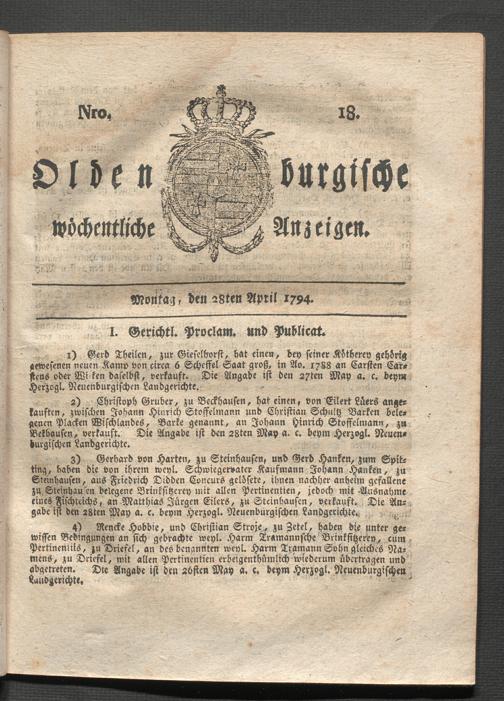 Nro. 18.
Oldenburgische
wöchentliche Anzeigen.
Montag, den 28ten April 1794.
I. Gerichtl. Proclam. und Publicat.
1) Gerd Theilen, zur Gieselhorst, hat einen, bey seiner Kötherey gehörig
gewesenen neuen Kamp von circa 6 Scheffel Saat groß, in Ao. 1788 an Carsten Car-
stens oder Wilken daselbst, verkauft. Die Angabe ist den 27ten May a. c. beym
Herzogl. Neuenburgischen Landgerichte.
2) Christoph Gruber, zu Beckhausen, hat einen, von Eilert Lüers ange-
kauften, zwischen Johann Hinrich Stoffelmann und Christian Schultz Barken bele-
genen Placken Wischlandes, Barke genannt, an Johann Hinrich Stoffelmann, zu
Bekhausen, verkauft. Die Angabe ist den 28ten May a. c. beym Herzogl. Neuen-
burgischen Landgerichte.
3) Gerhard von Harten, zu Steinhausen, und Gerd Hanken, zum Spit-
ting, haben die von ihrem weyl. Schwiegervater Kaufmann Johann Hanken, zu
Steinhausen, aus Friedrich Didden Concurs gelösete, ihnen nachher anheim gefallene
zu Steinhausen belegene Brinksitzerey mit allen Pertinentien, jedoch mit Ausnahme
eines Fischteichs, an Matthias Jürgen Eilers, zu Steinhausen, verkauft. Die An-
gabe ist den 28ten May a. c. beym Herzogl. Neuenburgischen Landgerichte.
4) Rencke Hobbie, und Christian Stroje, zu Zetel, haben die unter ge-
wissen Bedingungen an sich gebrachte weyl. Harm Tramannsche Brinksitzerey, cum
Pertinentiis, zu Driefel, an des benannten weyl. Harm Tramann Sohn gleiches Na-
mens, zu Driefel, mit allen Pertinentien erbeigenthümlich wiederum übertragen und
abgetreten. Die Angabe ist den 26sten May a. c. beym Herzogl. Neuenburgischen
Landgerichte.